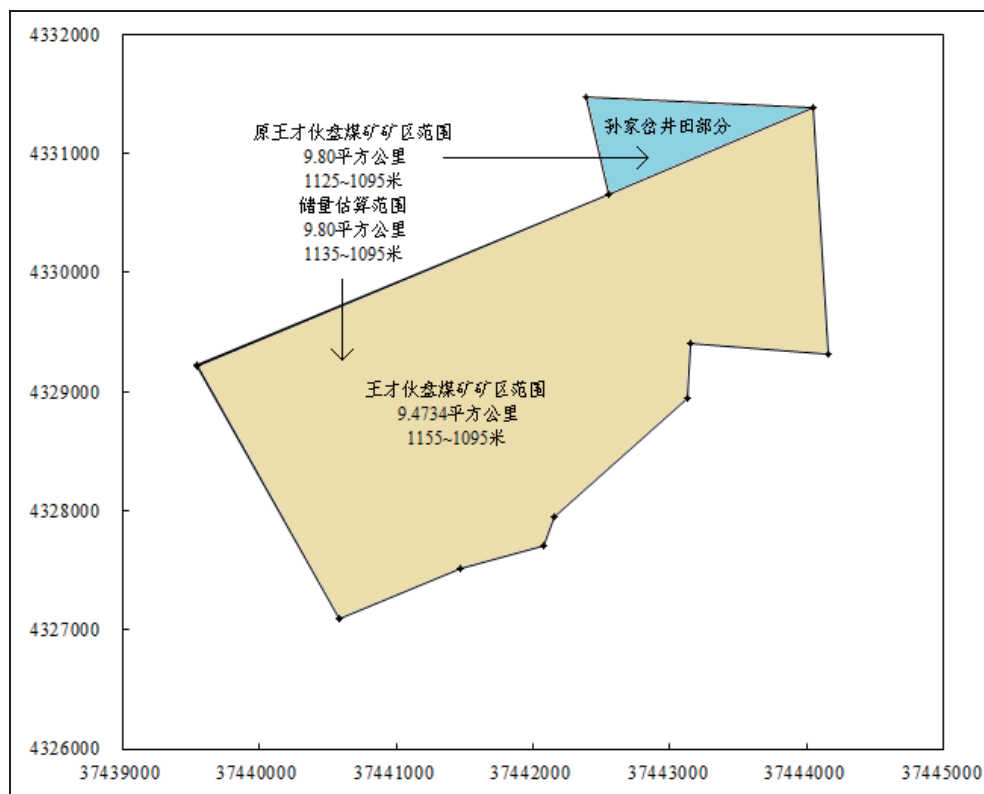 4332000
4331000
4330000
4329000
4328000
4327000
4326000
37439000
37440000
37441000
37442000
37443000
37444000
37445000
孙家岔井田部分
原王才伙盘煤矿矿区范围
9.80平方公里
1125~1095米
储量估算范围
9.80平方公里
1135~1095米
王才伙盘煤矿矿区范围
9.4734平方公里
1155~1095米